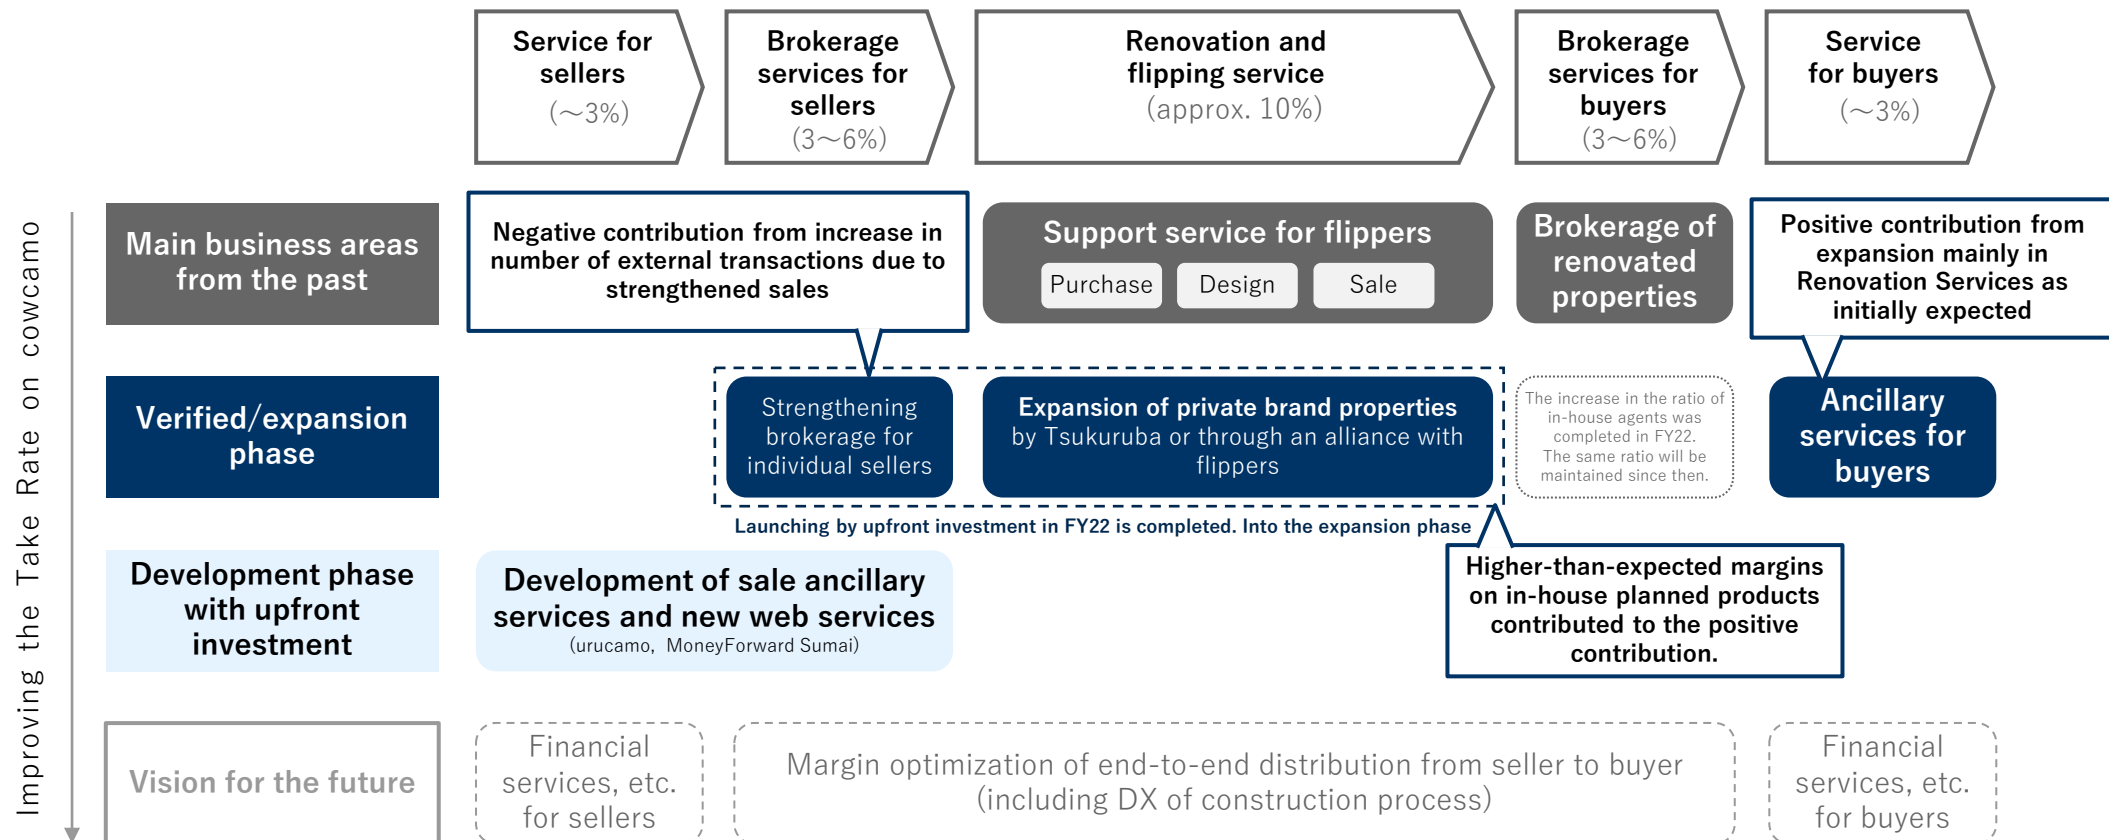 Service for
sellers
(～3%)
Brokerage
services for
sellers
(3～6%)
Renovation and
flipping service
(approx. 10%)
Brokerage
services for
buyers
(3～6%)
Service
for buyers
(～3%)
Improving the Take Rate on cowcamo
Main business areas
from the past
Negative contribution from increase in
number of external transactions due to
strengthened sales
Support service for flippers
Purchase
Design
Sale
Brokerage of
renovated
properties
Positive contribution from
expansion mainly in
Renovation Services as
initially expected
Verified/expansion
phase
Strengthening
brokerage for
individual sellers
Expansion of private brand properties
by Tsukuruba or through an alliance with
flippers
The increase in the ratio of
in-house agents was
completed in FY22.
The same ratio will be
maintained since then.
Ancillary
services for
buyers
Launching by upfront investment in FY22 is completed. Into the expansion phase
Development phase
with upfront
investment
Development of sale ancillary
services and new web services
(urucamo, MoneyForward Sumai)
Higher-than-expected margins
on in-house planned products
contributed to the positive
contribution.
Vision for the future
Financial
services, etc.
for sellers
Margin optimization of end-to-end distribution from seller to buyer
(including DX of construction process)
Financial
services, etc.
for buyers